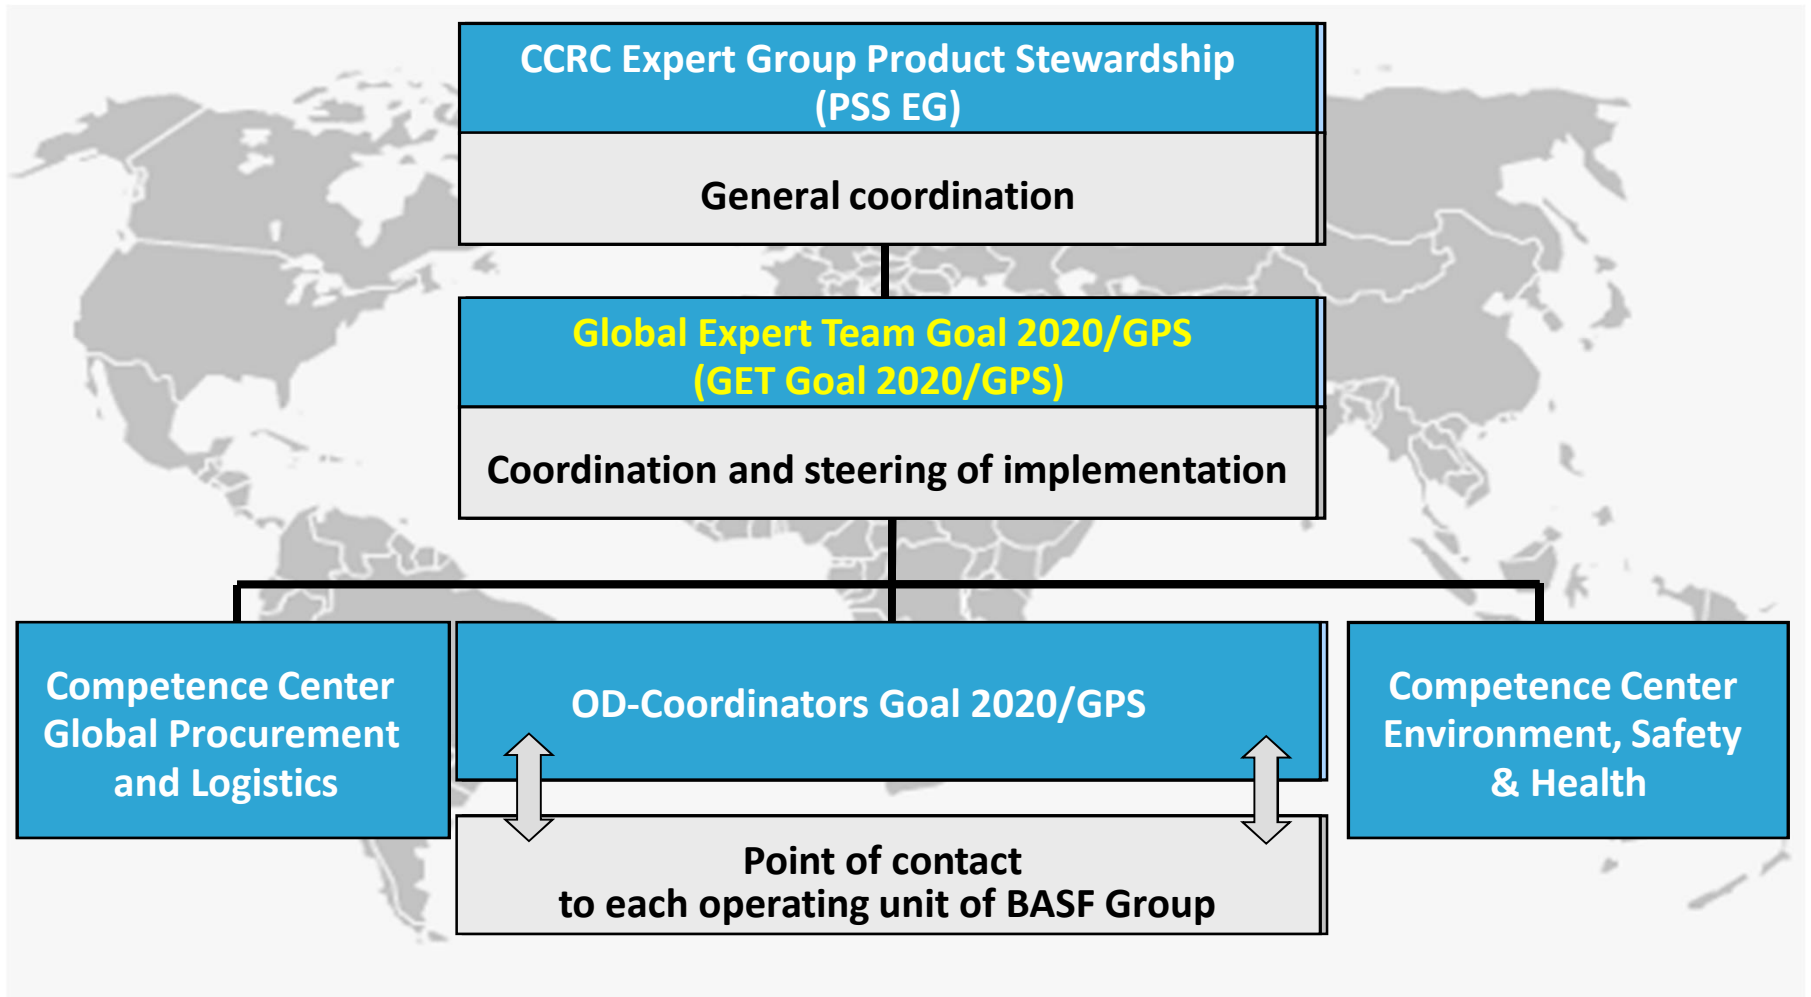 CCRC Expert Group Product Stewardship
(PSS EG)
General coordination
Global Expert Team Goal 2020/GPS
(GET Goal 2020/GPS)
Coordination and steering of implementation
Competence Center
Global Procurement
and Logistics
OD-Coordinators Goal 2020/GPS
Competence Center
Environment, Safety
& Health
Point of contact
to each operating unit of BASF Group